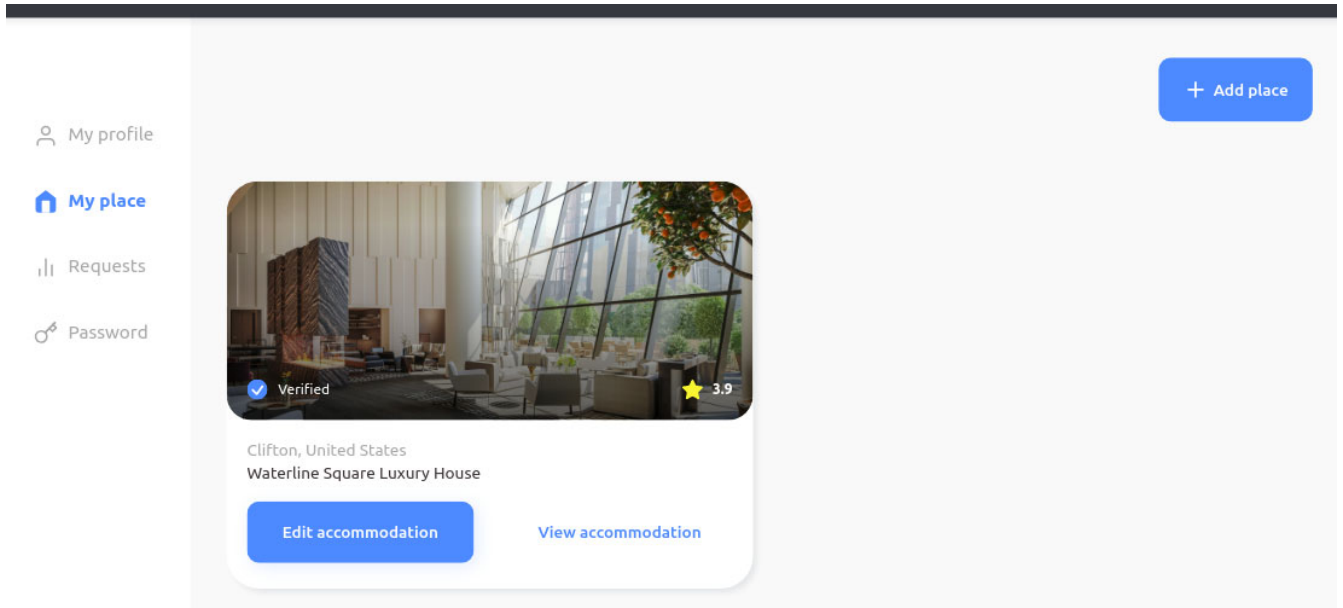 + Add place
My profile
My place
Requests
Password
Verified
3.9
Clifton, United States
Waterline Square Luxury House
Edit accommodation
View accommodation